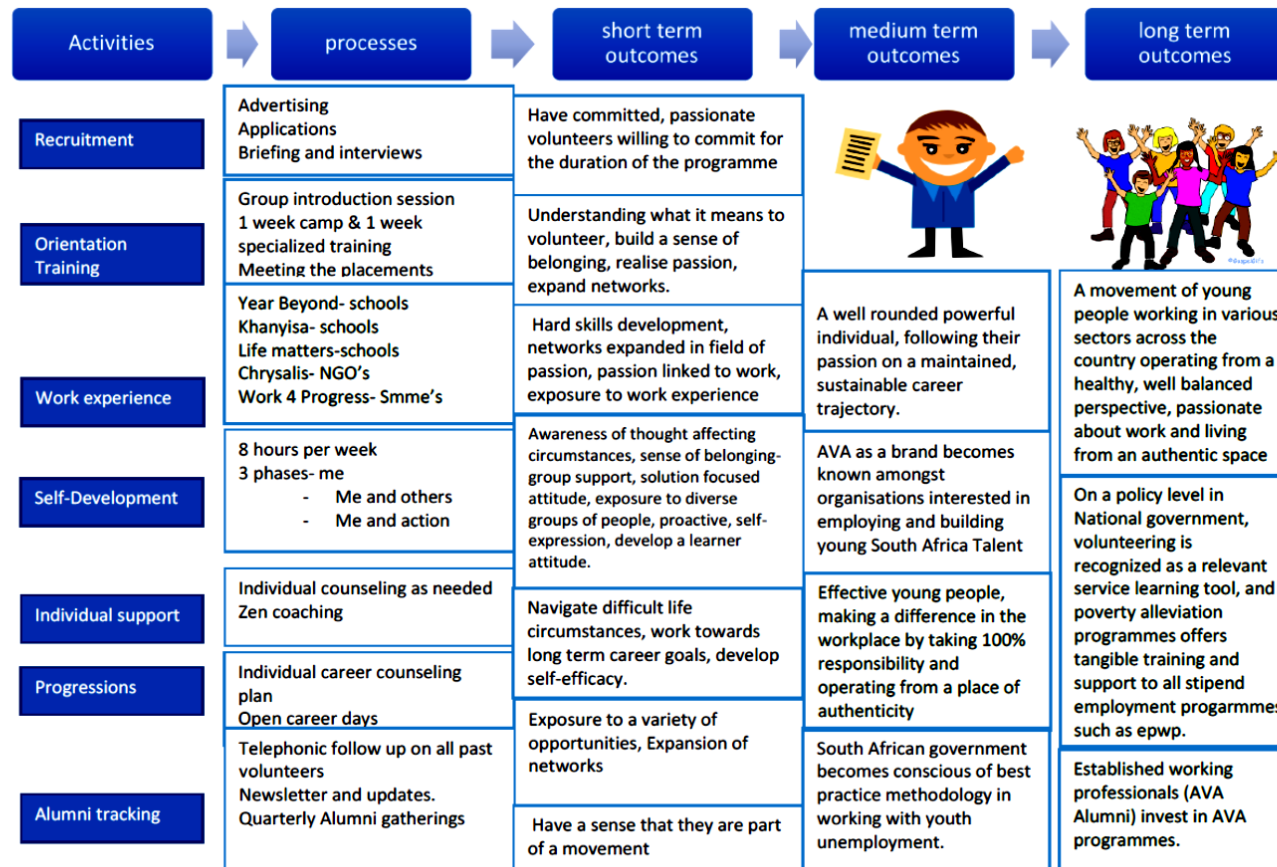 Activities
processes
short term
outcomes
medium term
outcomes
long term
outcomes
Recruitment
Advertising
Applications
Briefing and interviews
Have committed, passionate
volunteers willing to commit for
the duration of the programme
Orientation
Training
Group introduction session
1 week camp & 1 week
specialized training
Meeting the placements
Understanding what it means to
volunteer, build a sense of
belonging, realise passion,
expand networks.
Work experience
Year Beyond- schools
Khanyisa- schools
Life matters-schools
Chrysalis- NGO's
Work 4 Progress- Smme's
Hard skills development,
networks expanded in field of
passion, passion linked to work,
exposure to work experience
Self-Development
8 hours per week
3 phases- me
- Me and others
- Me and action
Awareness of thought affecting
circumstances, sense of belonging-
group support, solution focused
attitude, exposure to diverse
groups of people, proactive, self-
expression, develop a learner
attitude.
Individual support
Individual counseling as needed
Zen coaching
Navigate difficult life
circumstances, work towards
long term career goals, develop
self-efficacy.
Progressions
Individual career counseling
plan
Open career days
Exposure to a variety of
opportunities, Expansion of
networks
Alumni tracking
Telephonic follow up on all past
volunteers
Newsletter and updates.
Quarterly Alumni gatherings
Have a sense that they are part
of a movement
A well rounded powerful
individual, following their
passion on a maintained,
sustainable career
trajectory.
AVA as a brand becomes
known amongst
organisations interested in
employing and building
young South Africa Talent
Effective young people,
making a difference in the
workplace by taking 100%
responsibility and
operating from a place of
authenticity
South African government
becomes conscious of best
practice methodology in
working with youth
unemployment.
A movement of young
people working in various
sectors across the
country operating from a
healthy, well balanced
perspective, passionate
about work and living
from an authentic space
On a policy level in
National government,
volunteering is
recognized as a relevant
service learning tool, and
poverty alleviation
programmes offers
tangible training and
support to all stipend
employment progarmmes
such as epwp.
Established working
professionals (AVA
Alumni) invest in AVA
programmes.